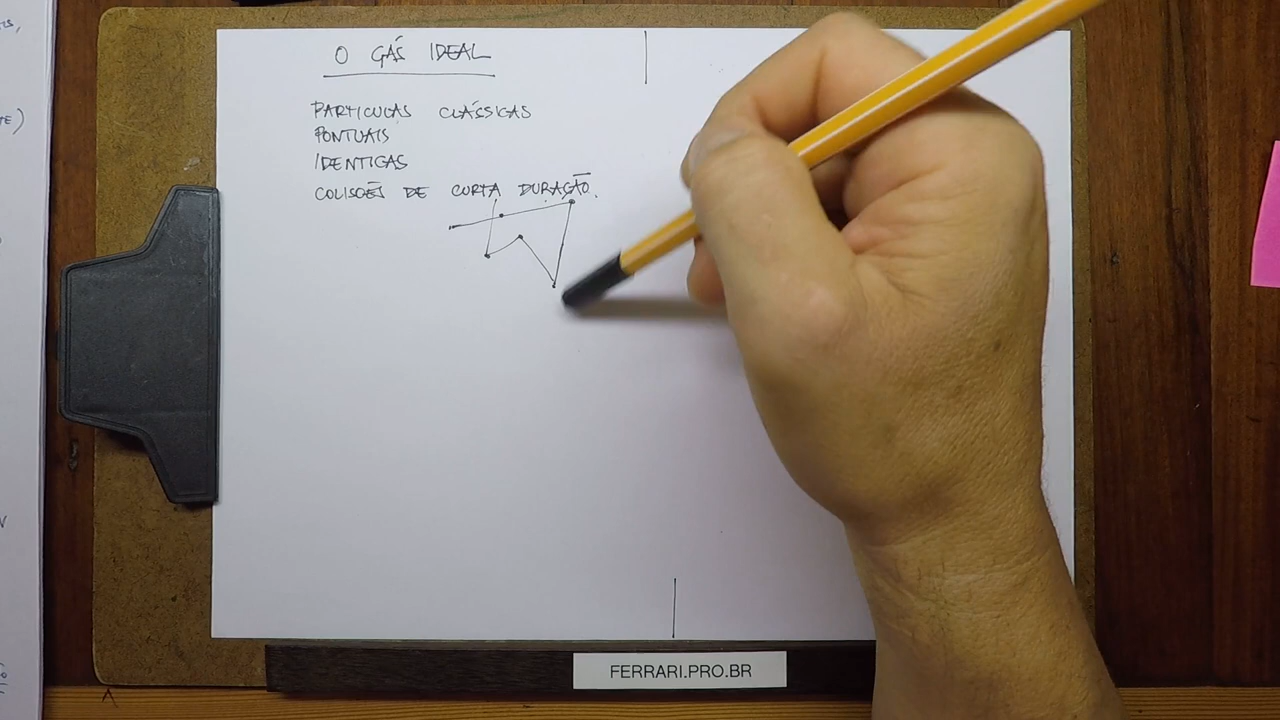 O GÁS IDEAL
PARTICULAS CLÁSSICAS
PONTUAIS
IDENTICAS
COLISÕES DE CURTA DURAÇÃO.
FERRARI.PRO.BR